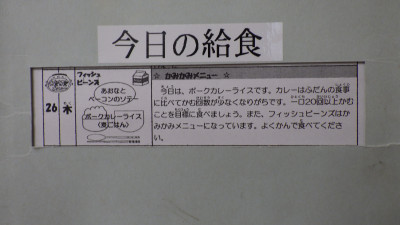 今日の給食
26
木
フィッシュ
ビーンズ
あおなと
ベーコンのソテー
ポークカレーライス
(麦ごはん)
☆ かみかみメニュー ☆
今日は、ポークカレーライスです。カレーはふだんの食事
に比べてかむ回数が少なくなりがちです。一口20回以上かむ
ことを目標に食べましょう。また、フィッシュビーンズはか
みかみメニューになっています。よくかんで食べてくださ
い。